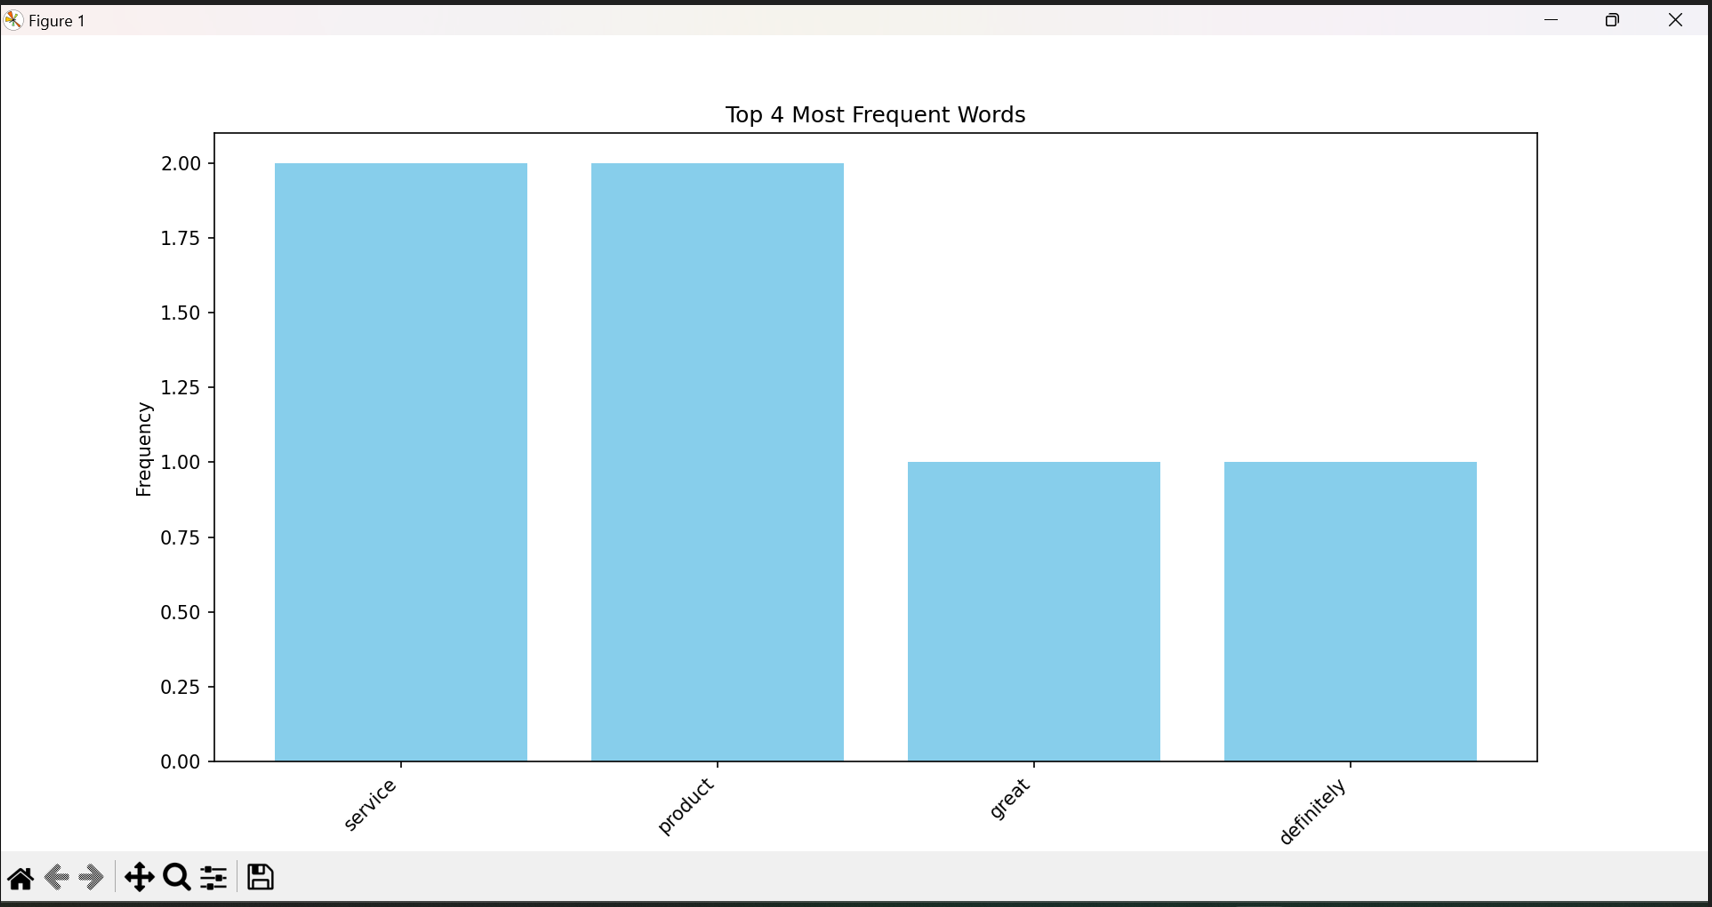 Figure 1
Top 4 Most Frequent Words
2.00
1.75
1.50
1.25
1.00
0.75
0.50
0.25
0.00
Frequency
service
product
great
definitely